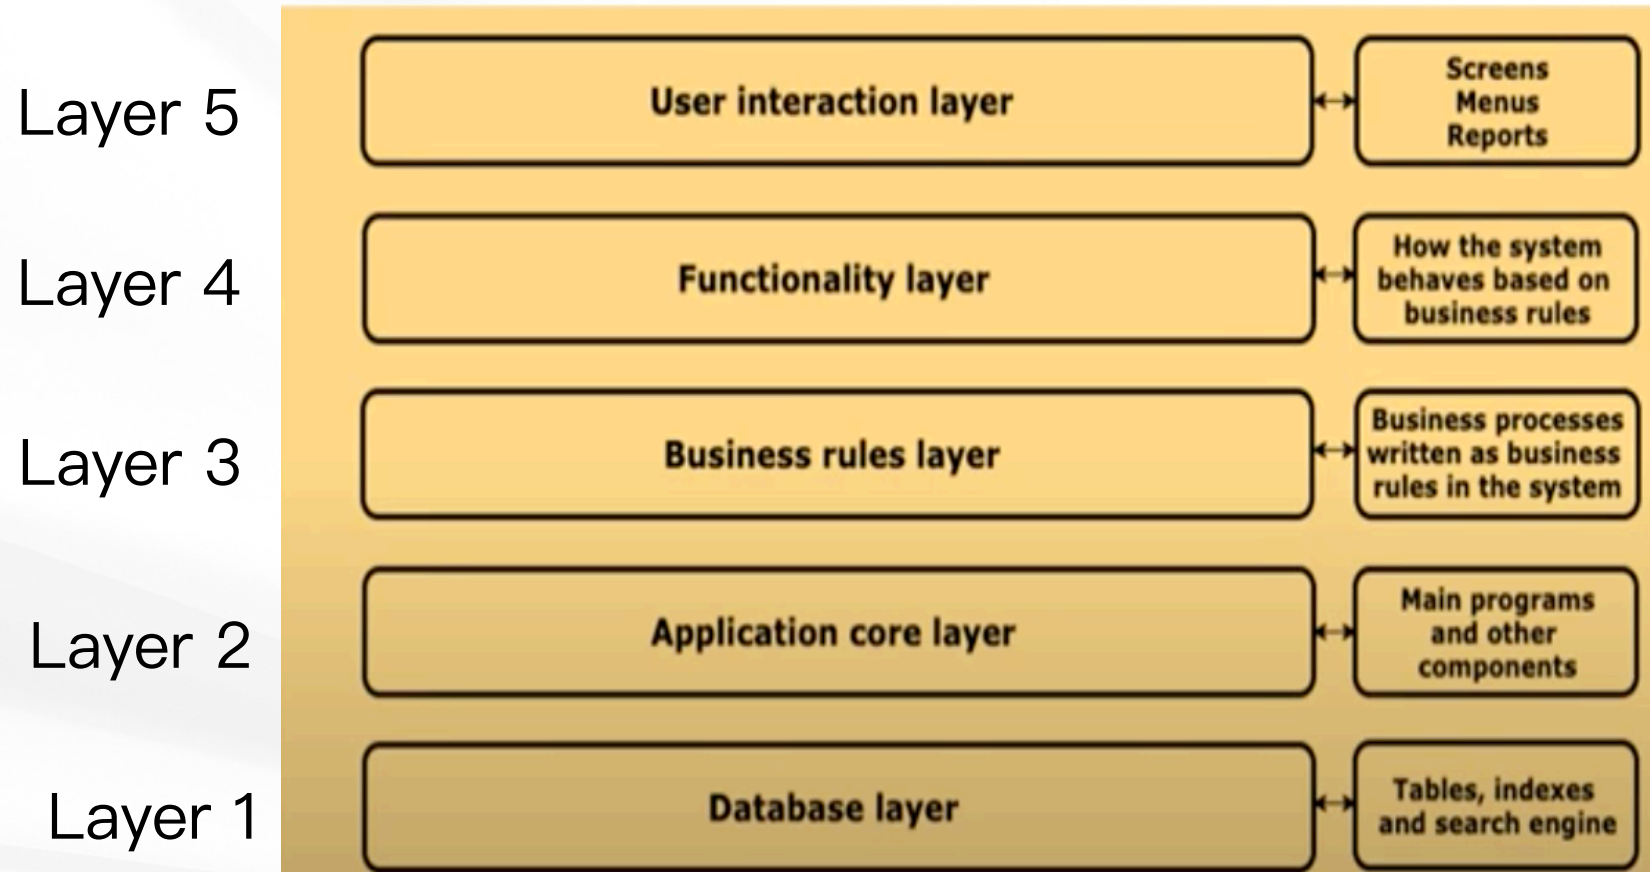 Layer 5
User interaction layer
Screens
Menus
Reports
Layer 4
Functionality layer
How the system
behaves based on
business rules
Layer 3
Business rules layer
Business processes
written as business
rules in the system
Layer 2
Application core layer
Main programs
and other
components
Layer 1
Database layer
Tables, indexes
and search engine